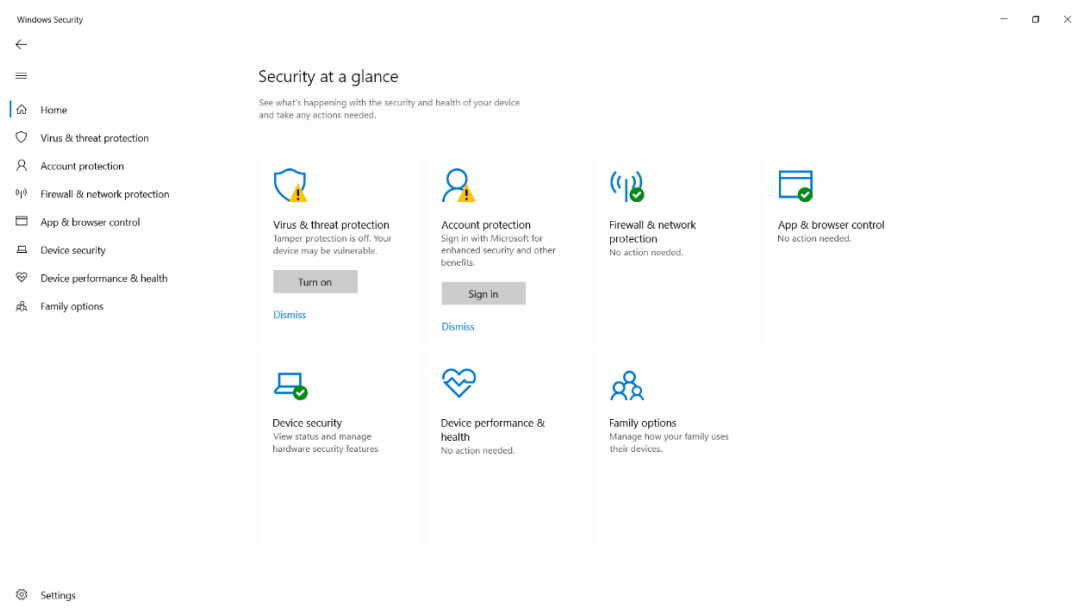 Windows Security
Home
Virus & threat protection
Account protection
Firewall & network protection
App & browser control
Device security
Device performance & health
Family options
Settings
Security at a glance
See what's happening with the security and health of your device
and take any actions needed.
Virus & threat protection
Tamper protection is off. Your
device may be vulnerable.
Turn on
Dismiss
Account protection
Sign in with Microsoft for
enhanced security and other
benefits.
Sign in
Dismiss
Firewall & network
protection
No action needed.
App & browser control
No action needed.
Device security
View status and manage
hardware security features
Device performance &
health
No action needed.
Family options
Manage how your family uses
their devices.